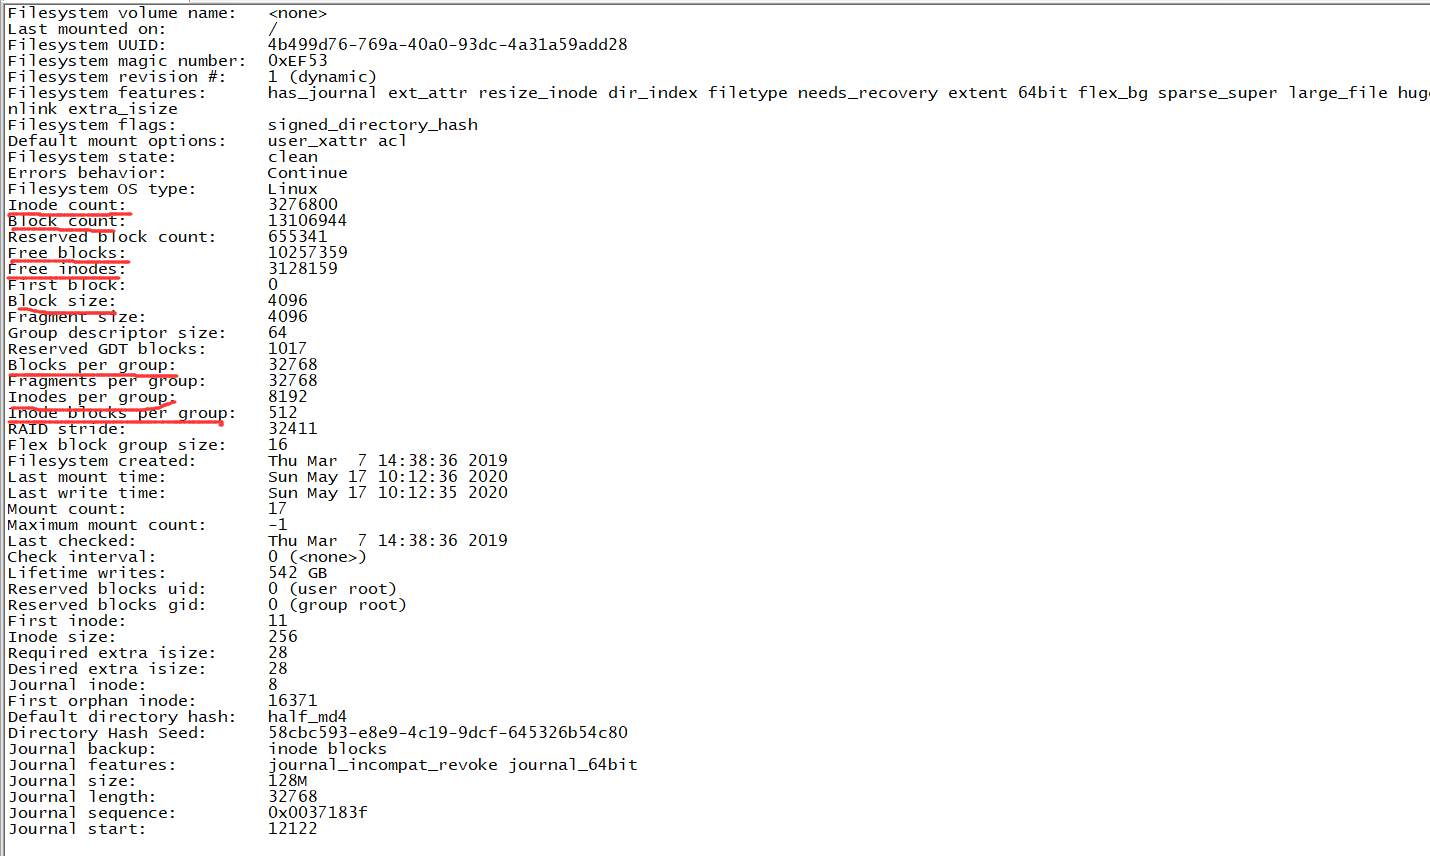 Filesystem volume name:   <none>
Last mounted on:          /
Filesystem UUID:          4b499d76-769a-40a0-93dc-4a31a59add28
Filesystem magic number:  0xEF53
Filesystem revision #:    1 (dynamic)
Filesystem features:      has_journal ext_attr resize_inode dir_index filetype needs_recovery extent 64bit flex_bg sparse_super large_file hug
nlink extra_isize
Filesystem flags:         signed_directory_hash
Default mount options:    user_xattr acl
Filesystem state:         clean
Errors behavior:          Continue
Filesystem OS type:       Linux
Inode count:              3276800
Block count:              13106944
Reserved block count:     655341
Free blocks:              10257359
Free inodes:              3128159
First block:              0
Block size:               4096
Fragment size:            4096
Group descriptor size:    64
Reserved GDT blocks:      1017
Blocks per group:         32768
Fragments per group:      32768
Inodes per group:         8192
Inode blocks per group:   512
RAID stride:              32411
Flex block group size:    16
Filesystem created:       Thu Mar  7 14:38:36 2019
Last mount time:          Sun May 17 10:12:36 2020
Last write time:          Sun May 17 10:12:35 2020
Mount count:              17
Maximum mount count:      -1
Last checked:             Thu Mar  7 14:38:36 2019
Check interval:           0 (<none>)
Lifetime writes:          542 GB
Reserved blocks uid:      0 (user root)
Reserved blocks gid:      0 (group root)
First inode:              11
Inode size:               256
Required extra isize:     28
Desired extra isize:      28
Journal inode:            8
First orphan inode:       16371
Default directory hash:   half_md4
Directory Hash Seed:      58cbc593-e8e9-4c19-9dcf-645326b54c80
Journal backup:           inode blocks
Journal features:         journal_incompat_revoke journal_64bit
Journal size:             128M
Journal length:           32768
Journal sequence:         0x0037183f
Journal start:            12122